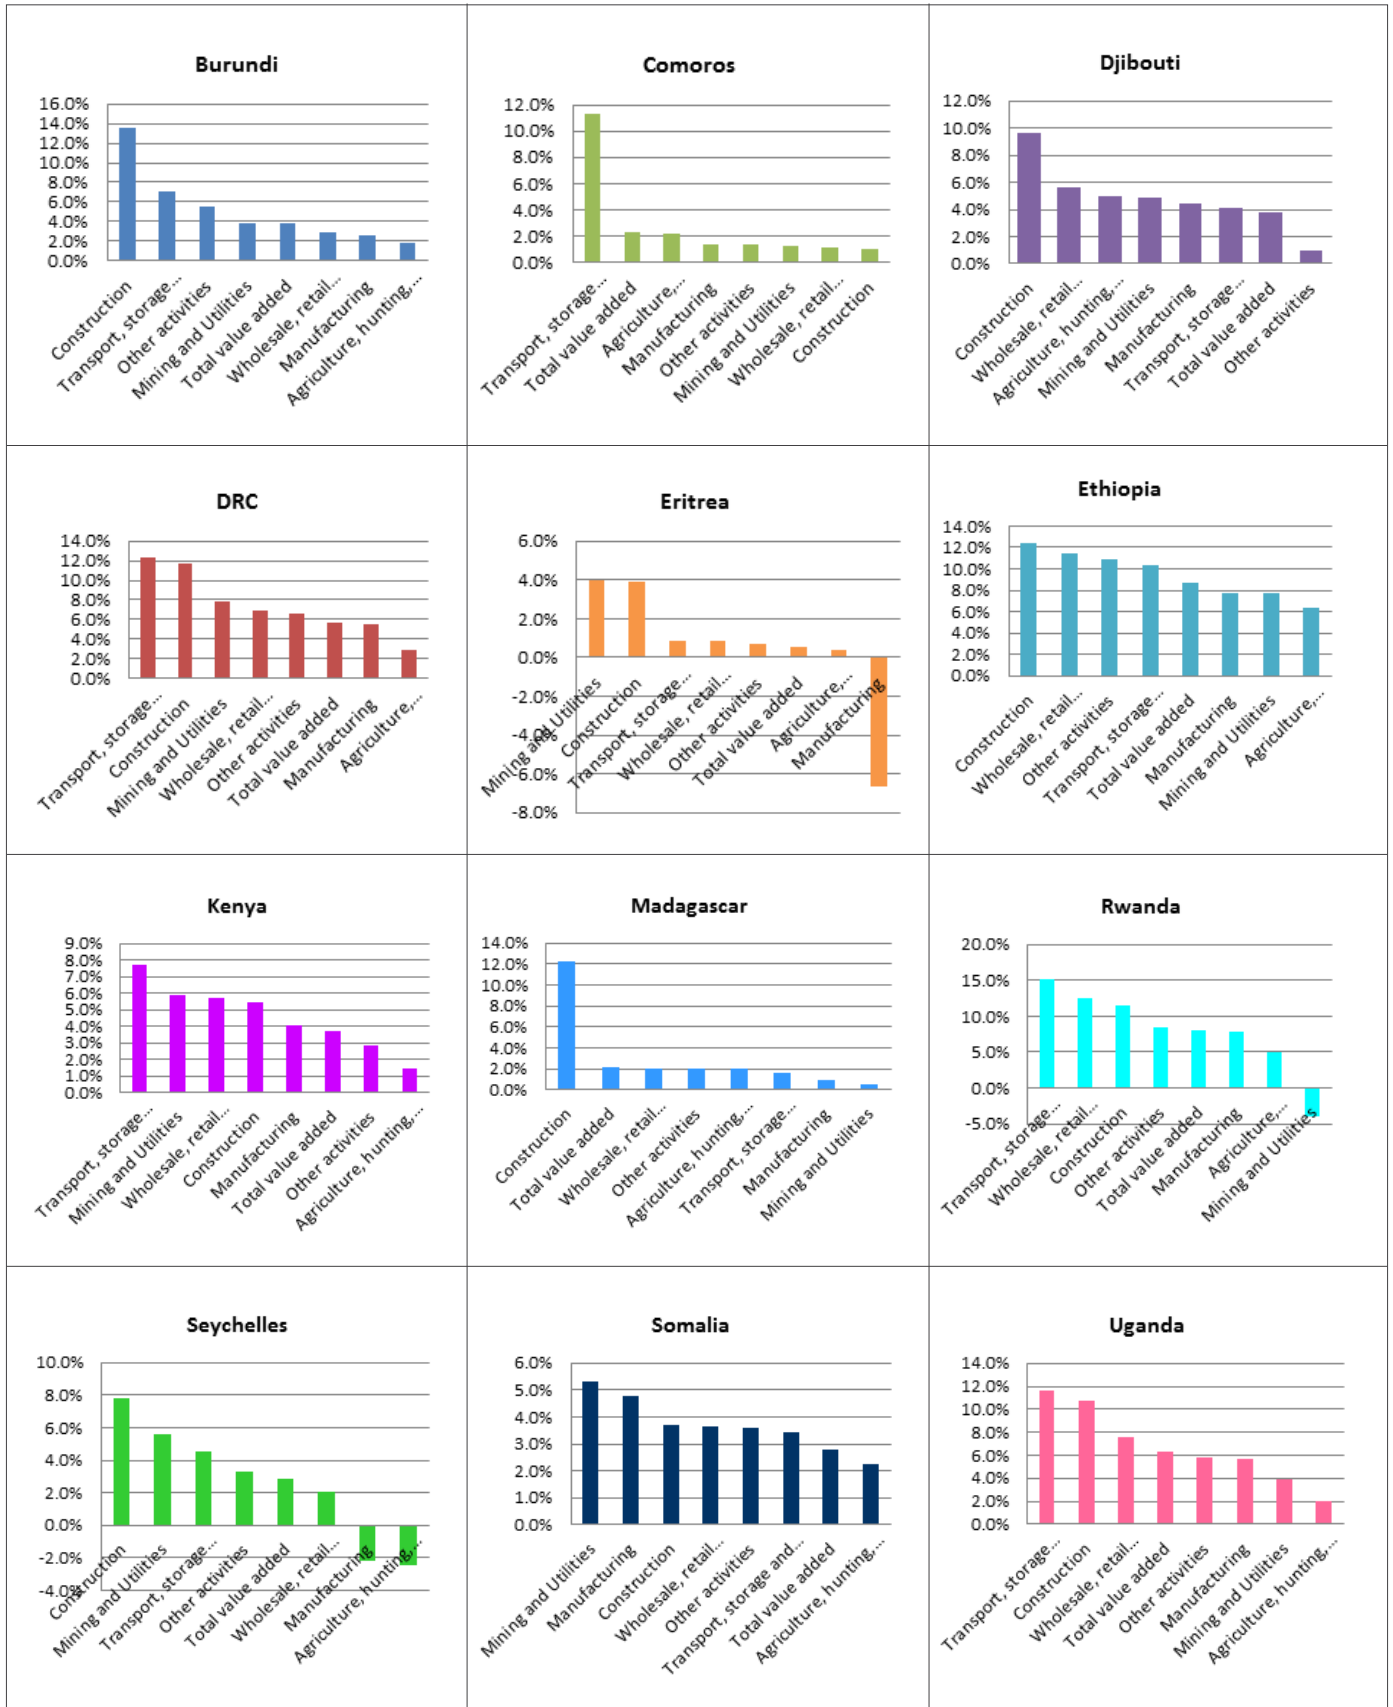 Burundi
16.0%
14.0%
12.0%
10.0%
8.0%
6.0%
4.0%
2.0%
0.0%
Construction
Transport, storage...
Other activities
Mining and Utilities
Total value added
Wholesale, retail...
Manufacturing
Agriculture, hunting,...
Comoros
12.0%
10.0%
8.0%
6.0%
4.0%
2.0%
0.0%
Transport, storage...
Total value added
Agriculture,...
Manufacturing
Other activities
Mining and Utilities
Wholesale, retail...
Construction
Djibouti
12.0%
10.0%
8.0%
6.0%
4.0%
2.0%
0.0%
Construction
Wholesale, retail...
Agriculture, hunting,...
Mining and Utilities
Manufacturing
Transport, storage...
Total value added
Other activities
DRC
14.0%
12.0%
10.0%
8.0%
6.0%
4.0%
2.0%
0.0%
Transport, storage...
Construction
Mining and Utilities
Wholesale, retail...
Other activities
Total value added
Manufacturing
Agriculture,...
Eritrea
6.0%
4.0%
2.0%
0.0%
-2.0%
-4.0%
-6.0%
-8.0%
Mining and Utilities
Construction
Transport, storage...
Wholesale, retail...
Other activities
Total value added
Agriculture,...
Manufacturing
Ethiopia
14.0%
12.0%
10.0%
8.0%
6.0%
4.0%
2.0%
0.0%
Construction
Wholesale, retail...
Other activities
Transport, storage...
Total value added
Manufacturing
Mining and Utilities
Agriculture,...
Kenya
9.0%
8.0%
7.0%
6.0%
5.0%
4.0%
3.0%
2.0%
1.0%
0.0%
Transport, storage...
Mining and Utilities
Wholesale, retail...
Construction
Manufacturing
Total value added
Other activities
Agriculture, hunting,...
Madagascar
14.0%
12.0%
10.0%
8.0%
6.0%
4.0%
2.0%
0.0%
Construction
Total value added
Wholesale, retail...
Other activities
Agriculture, hunting,...
Transport, storage...
Manufacturing
Mining and Utilities
Rwanda
20.0%
15.0%
10.0%
5.0%
0.0%
-5.0%
Transport, storage...
Wholesale, retail...
Construction
Other activities
Total value added
Manufacturing
Agriculture,...
Mining and Utilities
Seychelles
10.0%
8.0%
6.0%
4.0%
2.0%
0.0%
-2.0%
-4.0%
Construction
Mining and Utilities
Transport, storage...
Other activities
Total value added
Wholesale, retail...
Manufacturing
Agriculture, hunting,...
Somalia
6.0%
5.0%
4.0%
3.0%
2.0%
1.0%
0.0%
Mining and Utilities
Manufacturing
Construction
Wholesale, retail...
Other activities
Transport, storage and...
Total value added
Agriculture, hunting,...
Uganda
14.0%
12.0%
10.0%
8.0%
6.0%
4.0%
2.0%
0.0%
Transport, storage...
Construction
Wholesale, retail...
Total value added
Other activities
Manufacturing
Mining and Utilities
Agriculture, hunting,...